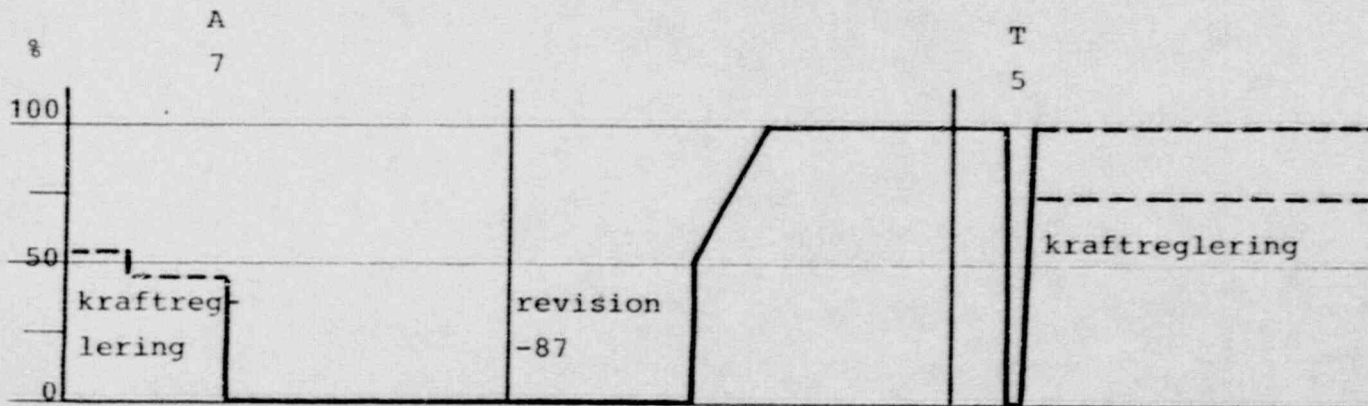 A
7
%
T
5
100
50
kraftreg-
lering
0
revision
-87
kraftreglering